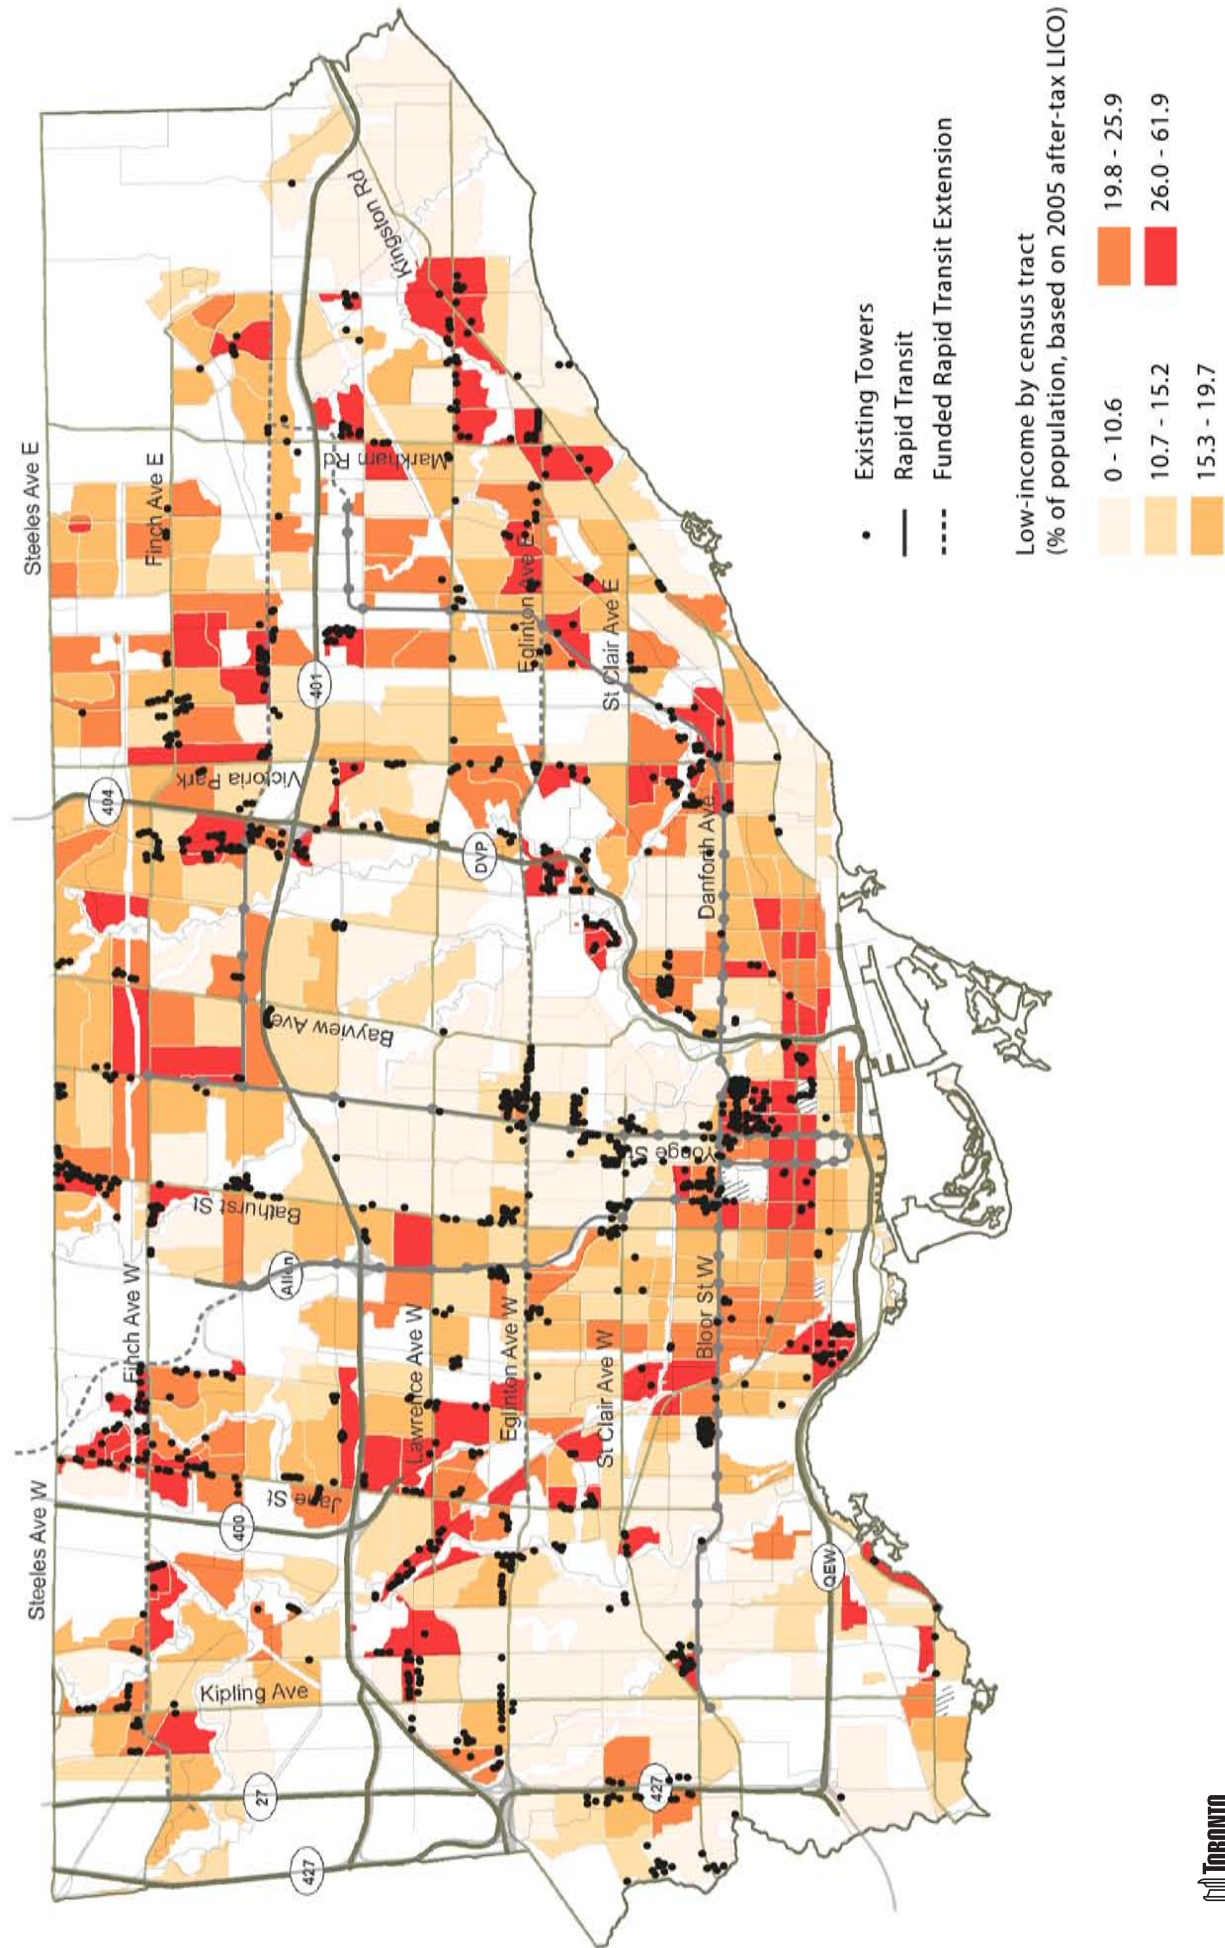 Steeles Ave W
Steeles Ave E
Finch Ave W
Finch Ave E
404
401
400
27
427
Allen
DVP
427
QEW
Kipling Ave
Jane St
Bathurst St
Bayview Ave
Victoria Park
Markham Rd
Kingston Rd
Lawrence Ave W
Eglinton Ave W
Eglinton Ave E
St Clair Ave W
St Clair Ave E
Yonge St
Bloor St W
Danforth Ave
Existing Towers
Rapid Transit
Funded Rapid Transit Extension
Low-income by census tract
(% of population, based on 2005 after-tax LICO)
0 - 10.6
10.7 - 15.2
15.3 - 19.7
19.8 - 25.9
26.0 - 61.9
TORONTO